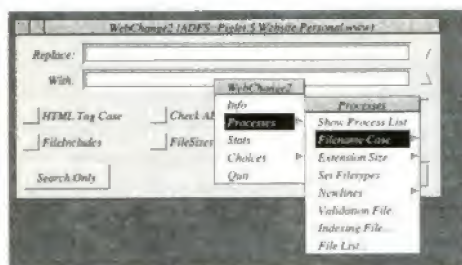 WebChange2 (ADFS::Piglet.$.Website.Personal.www)
Replace:
With:
HTML Tag Case
Check
FileIncludes
FileSizes
Search Only
WebChange2
Info
Processes
Stats
Choices
Quit
Processes
Show Process List
Filename Case
Extension Size
Set Filetypes
Newlines
Validation File...
Indexing File...
File List...